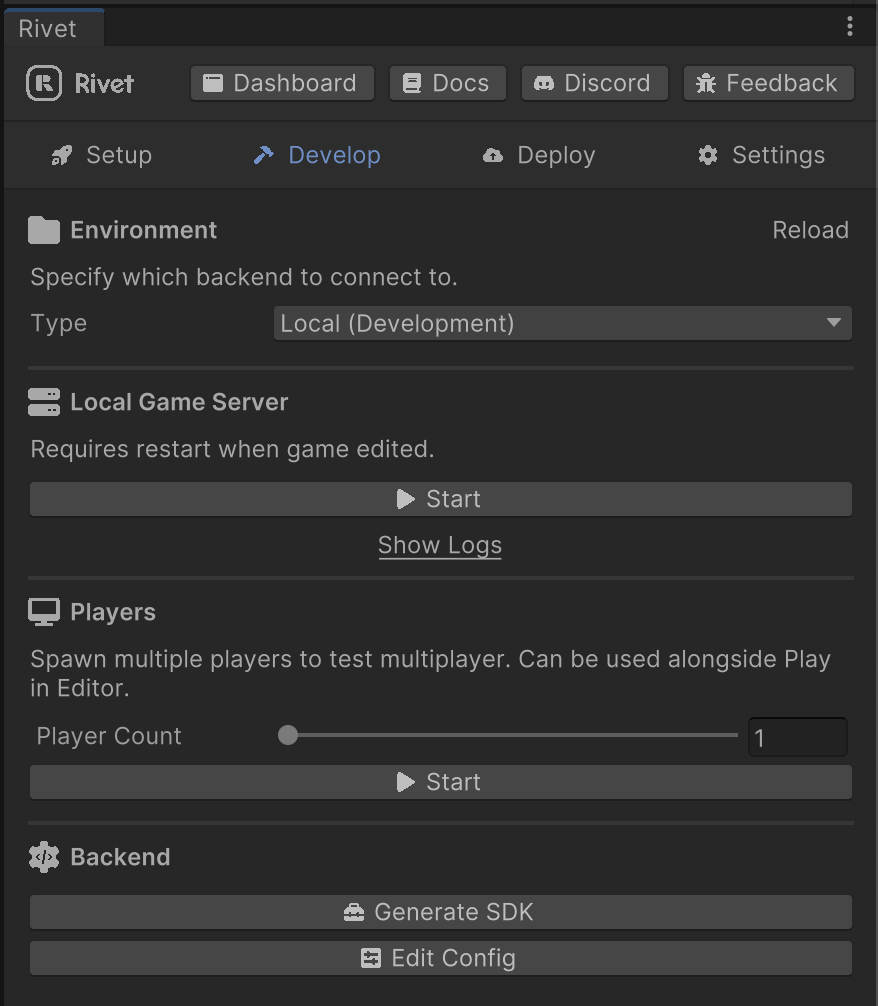 Rivet
Rivet Dashboard Docs Discord Feedback
Setup Develop Deploy Settings
Environment Reload
Specify which backend to connect to.
Type Local (Development)
Local Game Server
Requires restart when game edited.
Start
Show Logs
Players
Spawn multiple players to test multiplayer. Can be used alongside Play
in Editor.
Player Count 1
Start
Backend
Generate SDK
Edit Config